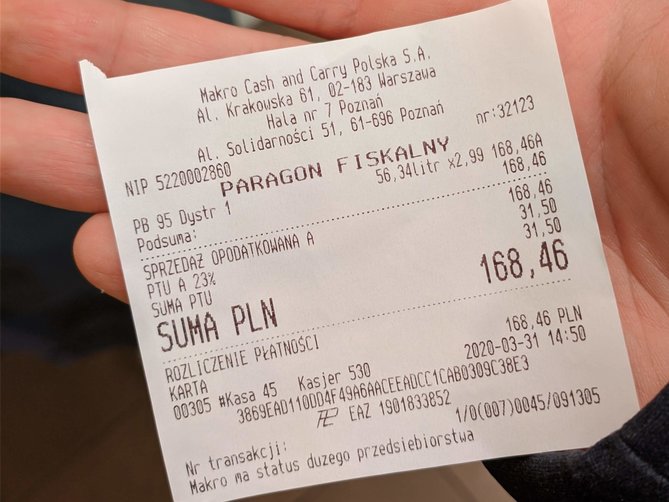 Makro Cash and Carry Polska S.A.
Al. Krakowska 61, 02-183 Warszawa
Hala nr 7 Poznań
Al. Solidarności 51, 61-696 Poznań
NIP 5220002860 nr:32123
PARAGON FISKALNY
PB 95 Dystr 1 56,34litr x2,99 168,46A
Podsuma: 168,46
SPRZEDAŻ OPODATKOWANA A 168,46
PTU A 23% 31,50
SUMA PTU 31,50
SUMA PLN 168,46
ROZLICZENIE PŁATNOŚCI
KARTA 168,46 PLN
00305 #Kasa 45 Kasjer 530 2020-03-31 14:50
3869EAD110DD4F49A6AACEEADCC1CAB0309C38E3
EAZ 1901833852
Nr transakcji: 1/0(007)0045/091305
Makro ma status dużego przedsiebiorstwa